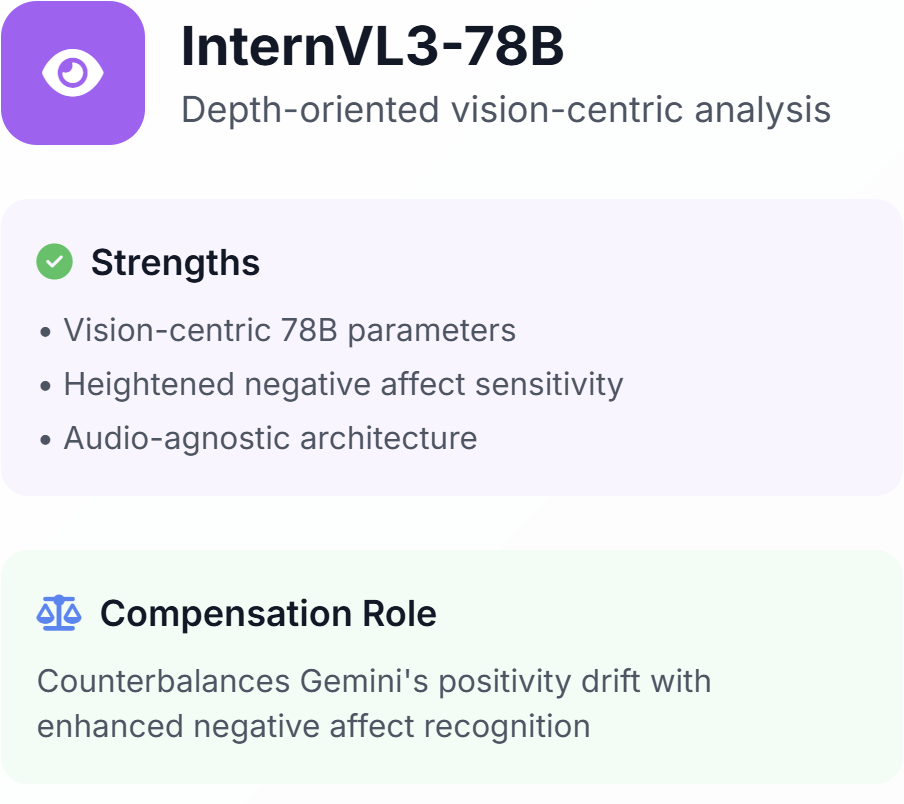 InternVL3-78B
Depth-oriented vision-centric analysis
Strengths
• Vision-centric 78B parameters
• Heightened negative affect sensitivity
• Audio-agnostic architecture
Compensation Role
Counterbalances Gemini's positivity drift with
enhanced negative affect recognition